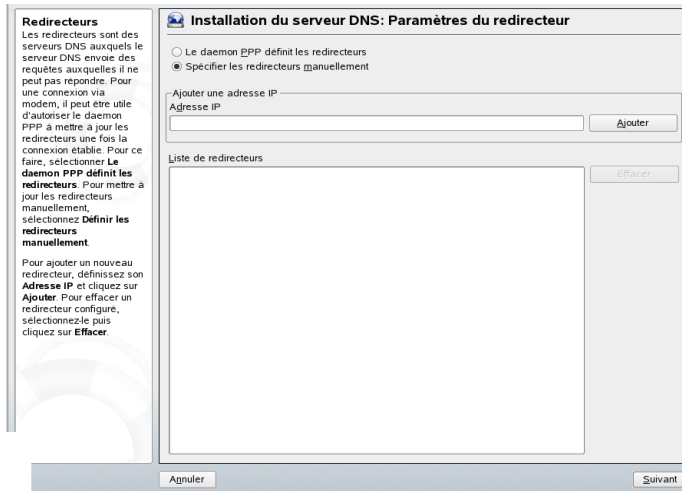 Redirecteurs
Les redirecteurs sont des
serveurs DNS auxquels le
serveur DNS envoie des
requêtes auxquelles il ne
peut pas répondre. Pour
une connexion via
modem, il peut être utile
d'autoriser le daemon
PPP à mettre à jour les
redirecteurs une fois la
connexion établie. Pour ce
faire, sélectionner Le
daemon PPP définit les
redirecteurs. Pour mettre à
jour les redirecteurs
manuellement,
sélectionnez Définir les
redirecteurs
manuellement.
Pour ajouter un nouveau
redirecteur, définissez son
Adresse IP et cliquez sur
Ajouter. Pour effacer un
redirecteur configuré,
sélectionnez-le puis
cliquez sur Effacer.
Installation du serveur DNS: Paramètres du redirecteur
Le daemon PPP définit les redirecteurs
Spécifier les redirecteurs manuellement
Ajouter une adresse IP
Adresse IP
Ajouter
Liste de redirecteurs
Effacer
Annuler
Suivant